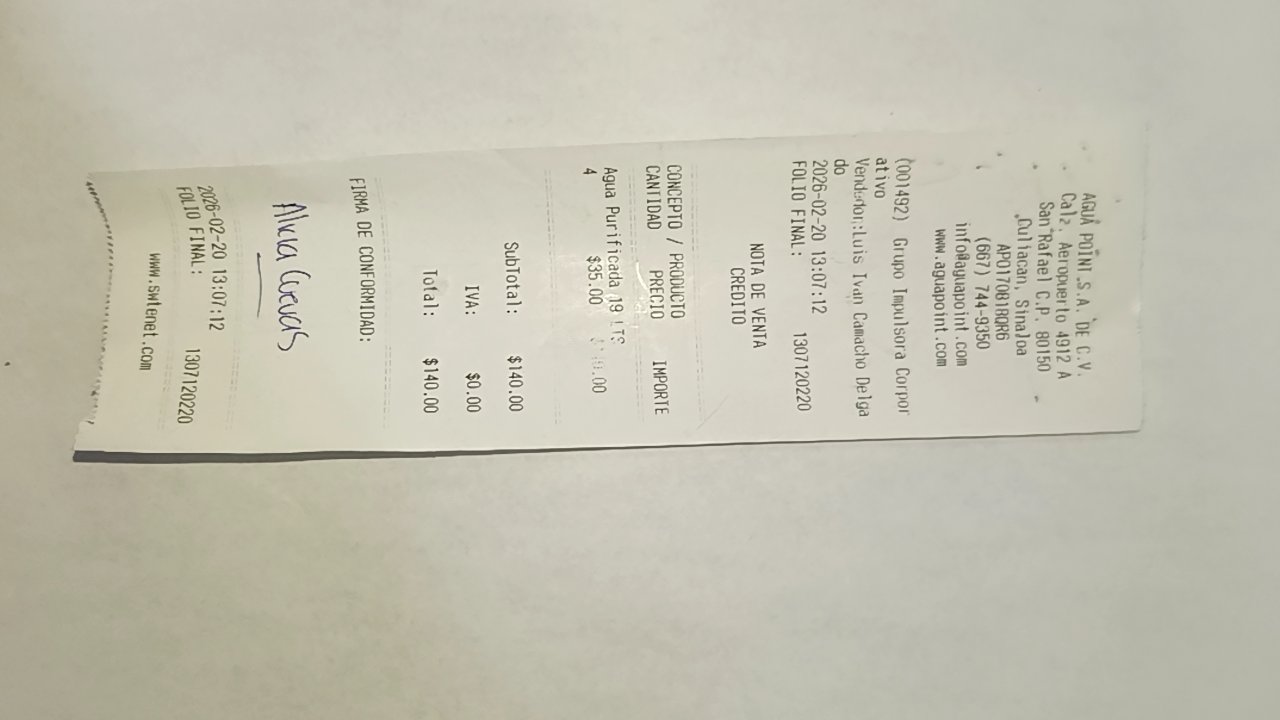 AGUA POINT.S.A. DE C.V.
Calz. Aeropuerto 4912 A
San Rafael C.P. 80150
Culiacan, Sinaloa
APO170818QR6
(667) 744-9350
info@aguapoint.com
www.aguapoint.com
(001492) Grupo Impulsora Corpor
ativo
Vendedor:Luis Ivan Camacho Delga
do
2026-02-20 13:07:12
FOLIO FINAL: 1307120220
NOTA DE VENTA
CREDITO
CONCEPTO / PRODUCTO
CANTIDAD PRECIO IMPORTE
Agua Purificada 19 LTS
4 $35.00
SubTotal: $140.00
IVA: $0.00
Total: $140.00
FIRMA DE CONFORMIDAD:
Alicia Cuevas
2026-02-20 13:07:12
FOLIO FINAL: 1307120220
www.swtenet.com